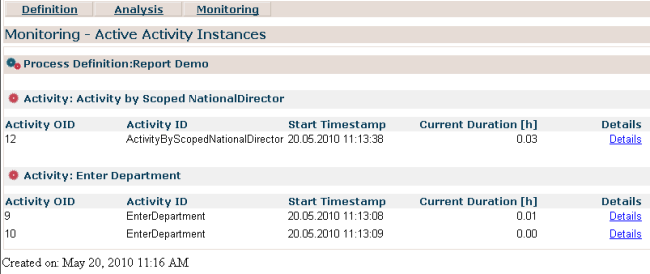 Definition Analysis Monitoring
Monitoring - Active Activity Instances
Process Definition:Report Demo
Activity: Activity by Scoped NationalDirector
Activity OID Activity ID Start Timestamp Current Duration [h] Details
12 ActivityByScopedNationalDirector 20.05.2010 11:13:38 0.03 Details
Activity: Enter Department
Activity OID Activity ID Start Timestamp Current Duration [h] Details
9 EnterDepartment 20.05.2010 11:13:08 0.01 Details
10 EnterDepartment 20.05.2010 11:13:09 0.00 Details
Created on: May 20, 2010 11:16 AM